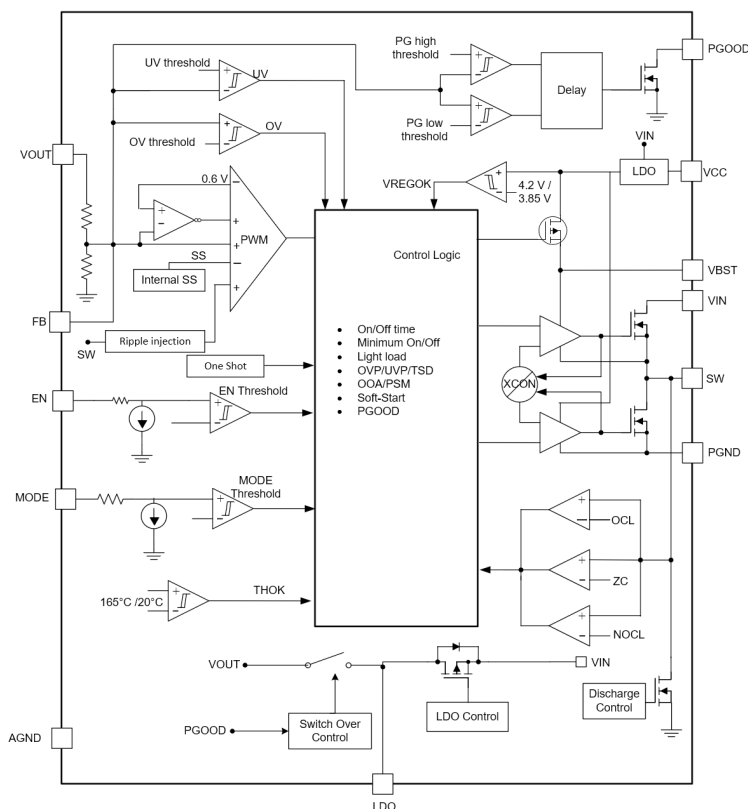 PG high
threshold
PGOOD
UV threshold
UV
Delay
OV threshold
OV
PG low
threshold
VIN
VOUT
LDO
VCC
0.6 V
VREGOK
4.2 V /
3.85 V
PWM
Control Logic
SS
Internal SS
VBST
VIN
FB
SW
Ripple injection
On/Off time
Minimum On/Off
Light load
OVP/UVP/TSD
OOA/PSM
Soft-Start
PGOOD
One Shot
XCON
SW
EN
EN Threshold
PGND
MODE
MODE
Threshold
OCL
ZC
NOCL
165°C /20°C
THOK
VOUT
VIN
Discharge
Control
LDO Control
PGOOD
Switch Over
Control
AGND
LDO